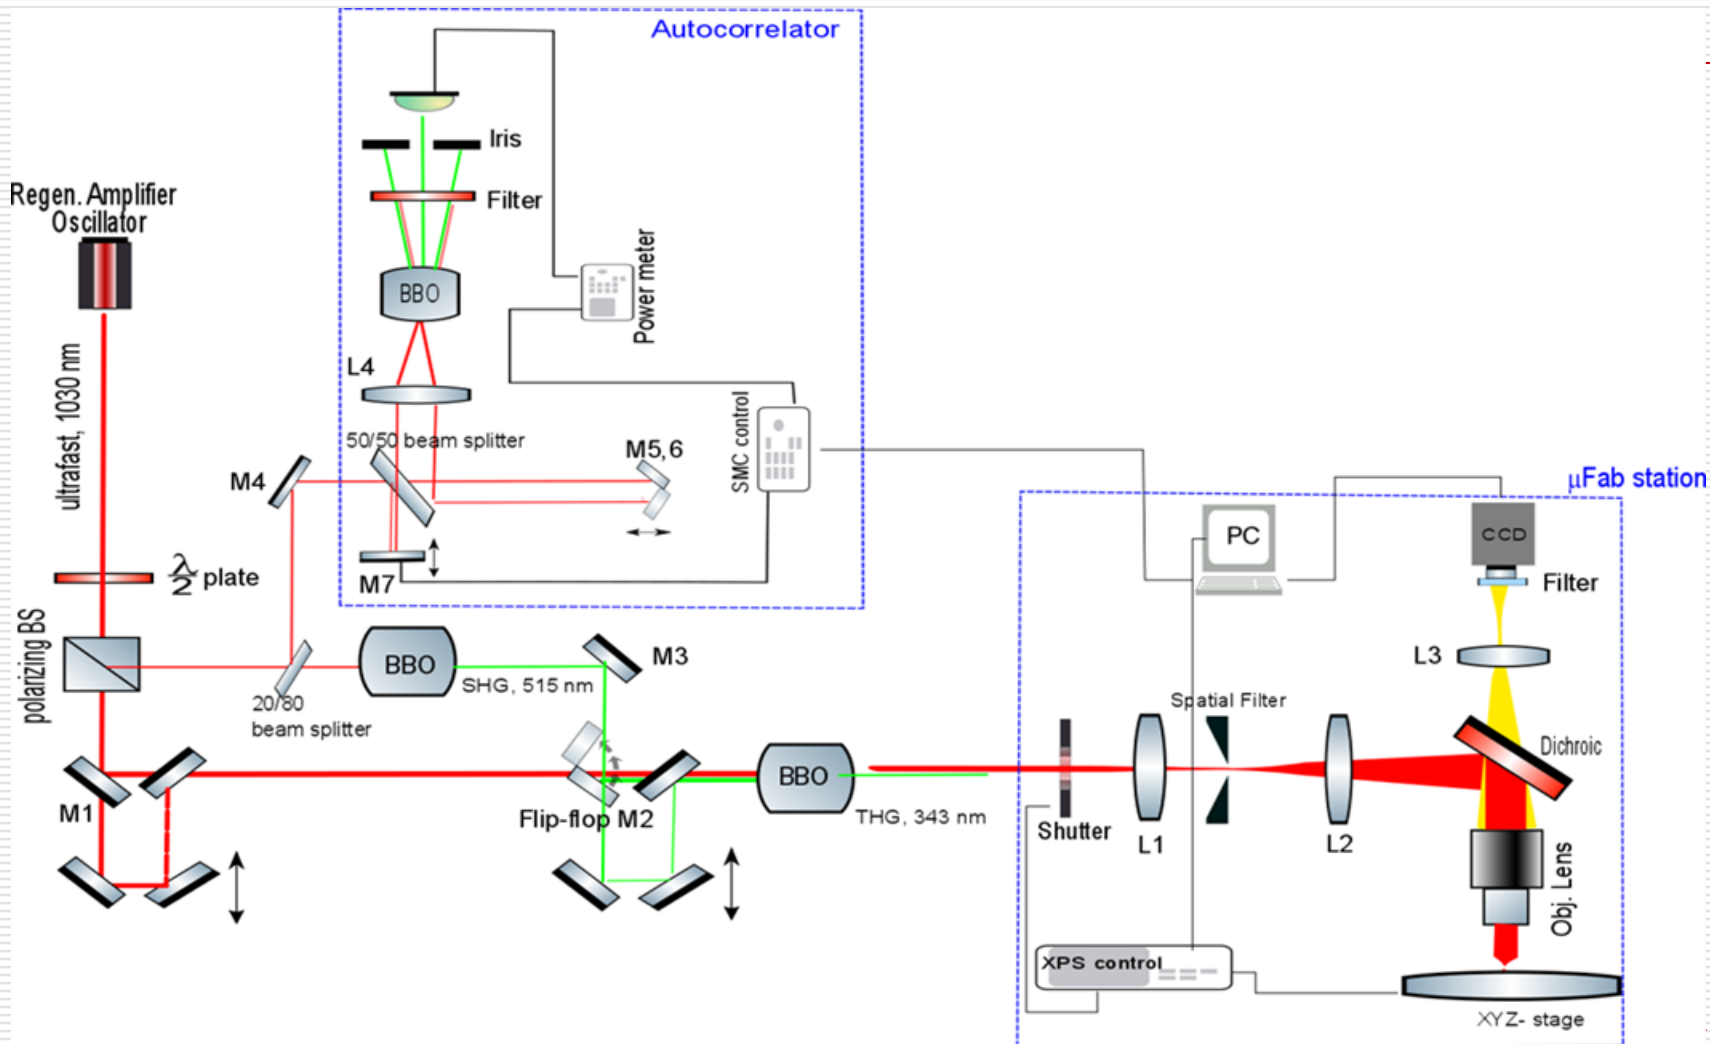 Autocorrelator
Iris
Filter
Regen. Amplifier
Oscillator
BBO
Power meter
L4
ultrafast, 1030 nm
50/50 beam splitter
M5,6
SMC control
M4
μFab station
PC
CCD
Filter
λ/2 plate
M7
polarizing BS
BBO
M3
L3
SHG, 515 nm
20/80
beam splitter
Spatial Filter
Dichroic
BBO
M1
Flip-flop M2
THG, 343 nm
Shutter
L1
L2
Obj. Lens
XPS control
XYZ- stage